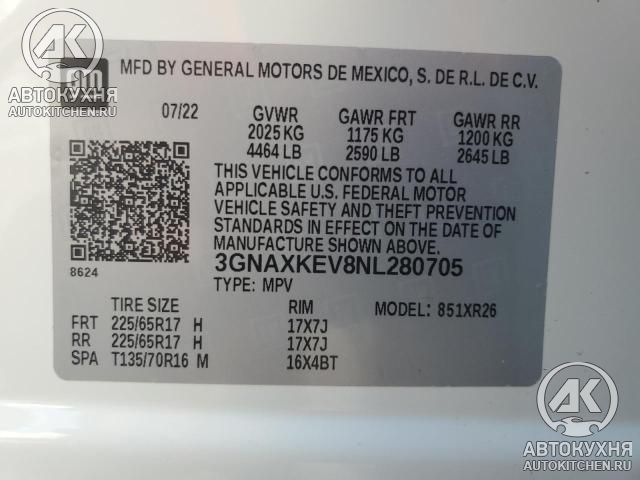 GM
MFD BY GENERAL MOTORS DE MEXICO, S. DE R.L. DE C.V.
07/22 GVWR GAWR FRT GAWR RR
2025 KG 1175 KG 1200 KG
4464 LB 2590 LB 2645 LB
THIS VEHICLE CONFORMS TO ALL
APPLICABLE U.S. FEDERAL MOTOR
VEHICLE SAFETY AND THEFT PREVENTION
STANDARDS IN EFFECT ON THE DATE OF
MANUFACTURE SHOWN ABOVE.
8624
3GNAXKEV8NL280705
TYPE: MPV MODEL: 851XR26
TIRE SIZE RIM
FRT 225/65R17 H 17X7J
RR 225/65R17 H 17X7J
SPA T135/70R16 M 16X4BT
АК
АВТОКУХНЯ
AUTOKITCHEN.RU
АК
АВТОКУХНЯ
AUTOKITCHEN.RU